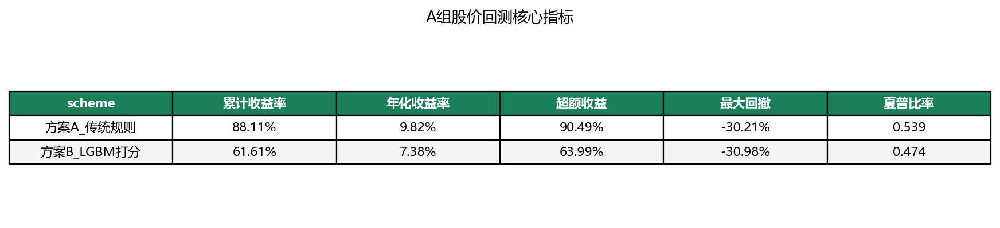 A组股价回测核心指标
scheme 累计收益率 年化收益率 超额收益 最大回撤 夏普比率
方案A_传统规则 88.11% 9.82% 90.49% -30.21% 0.539
方案B_LGBM打分 61.61% 7.38% 63.99% -30.98% 0.474